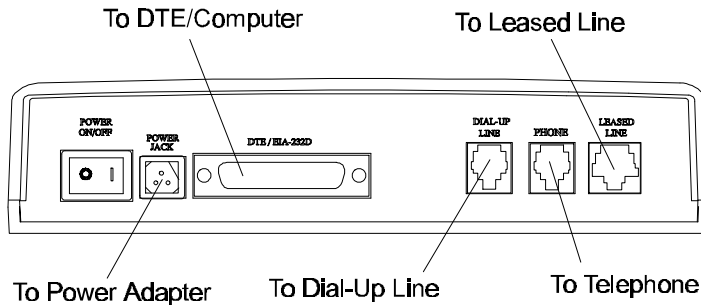 To DTE/Computer
To Leased Line
POWER
ON/OFF
POWER
JACK
DTE / EIA-232D
DIAL-UP
LINE
PHONE
LEASED
LINE
To Power Adapter
To Dial-Up Line
To Telephone